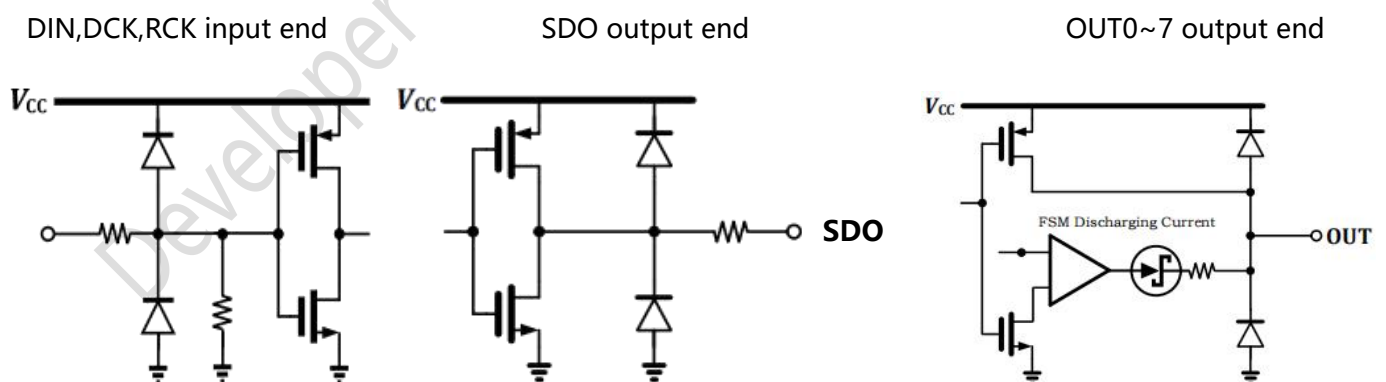 DIN,DCK,RCK input end
SDO output end
OUT0~7 output end
VCC
VCC
SDO
VCC
FSM Discharging Current
OUT
Developer